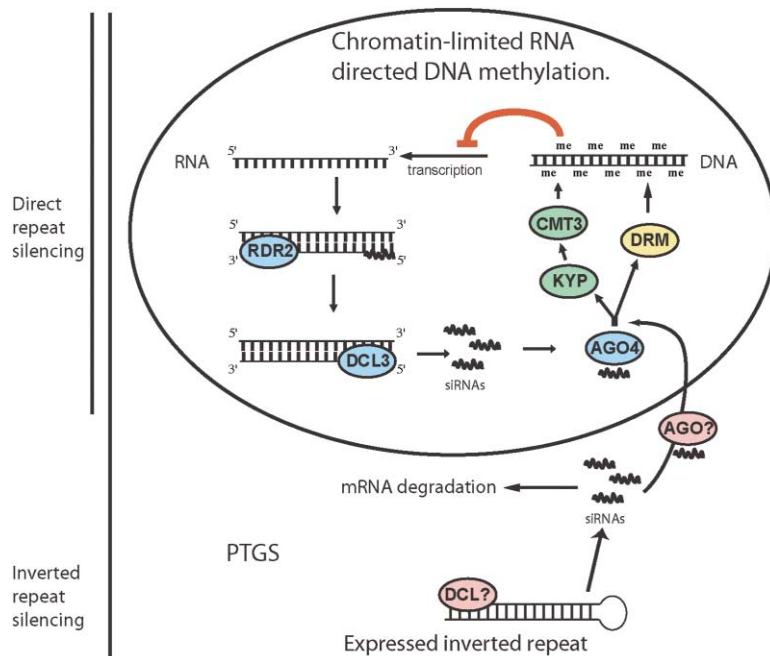 Chromatin-limited RNA
directed DNA methylation.
RNA
5'
3'
transcription
me me me me
me me me me
DNA
Direct
repeat
silencing
5'
3'
RDR2
3'
5'
CMT3
DRM
KYP
5'
3'
DCL3
3'
5'
siRNAs
AGO4
AGO?
mRNA degradation
siRNAs
PTGS
Inverted
repeat
silencing
DCL?
Expressed inverted repeat